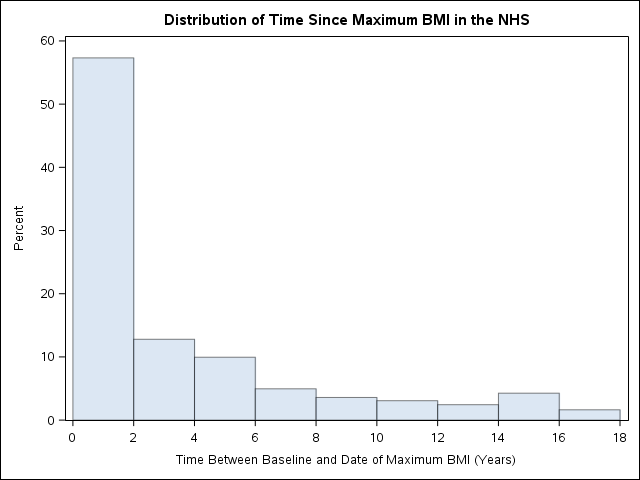 Distribution of Time Since Maximum BMI in the NHS
60
50
40
30
20
10
0
Percent
0 2 4 6 8 10 12 14 16 18
Time Between Baseline and Date of Maximum BMI (Years)